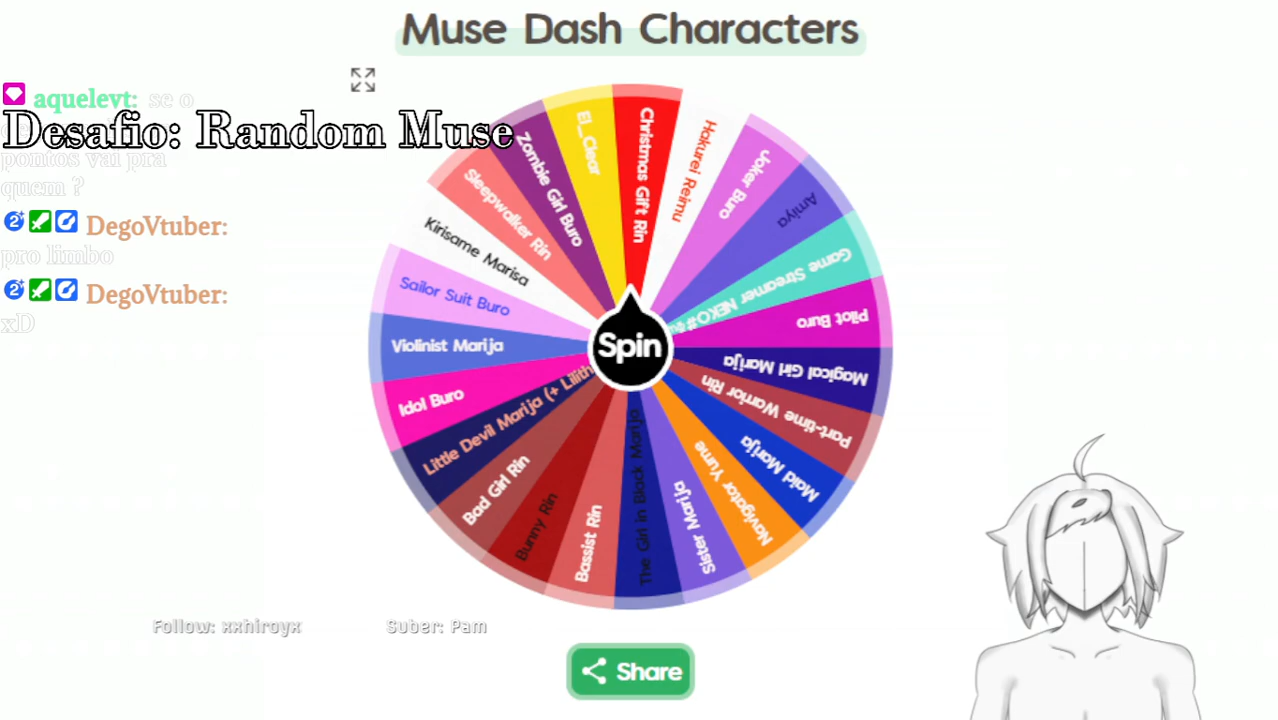 Muse Dash Characters
aquelevt: se o
Desafio: Random Muse
pontos vai pra
quem ?
DegoVtuber:
pro limbo
DegoVtuber:
xD
Christmas Gift Rin
Hakurei Reimu
Joker Buro
Amiya
Game Streamer NEKO#
Pilot Buro
Magical Girl Marija
Part-time Warrior Rin
Maid Marija
Navigator Yume
Sister Marija
The Girl in Black Marija
Bassist Rin
Bunny Rin
Bad Girl Rin
Little Devil Marija (+ Lilith
Idol Buro
Violinist Marija
Sailor Suit Buro
Kirisame Marisa
Sleepwalker Rin
Zombie Girl Buro
El_Clear
Spin
Follow: xxhiroyx
Suber: Pam
Share